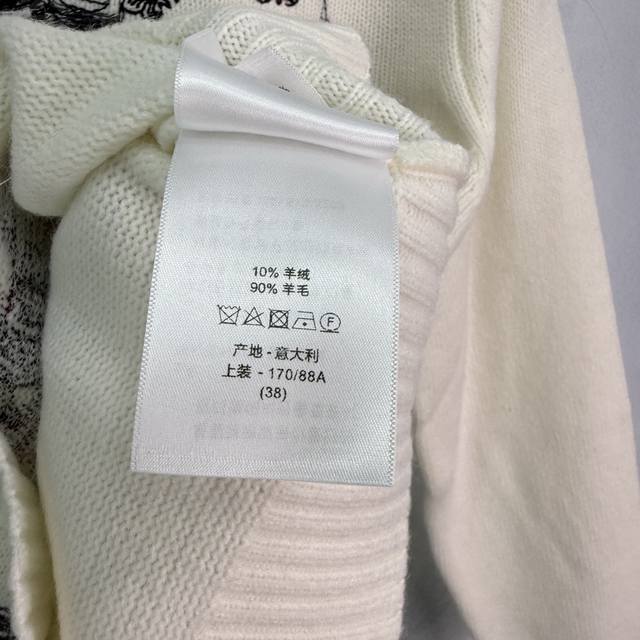 10% 羊绒
90% 羊毛
F
产地 - 意大利
上装 - 170/88A
(38)